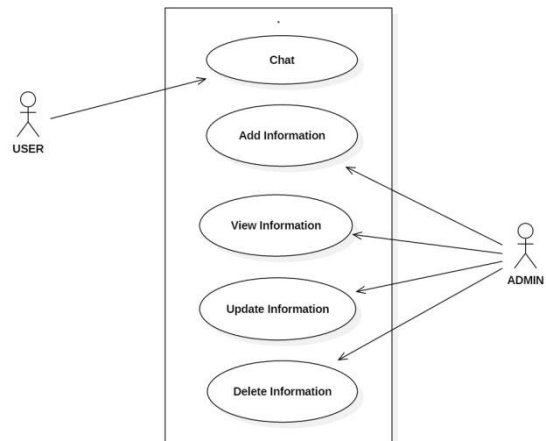 .
Chat
Add Information
USER
View Information
ADMIN
Update Information
Delete Information